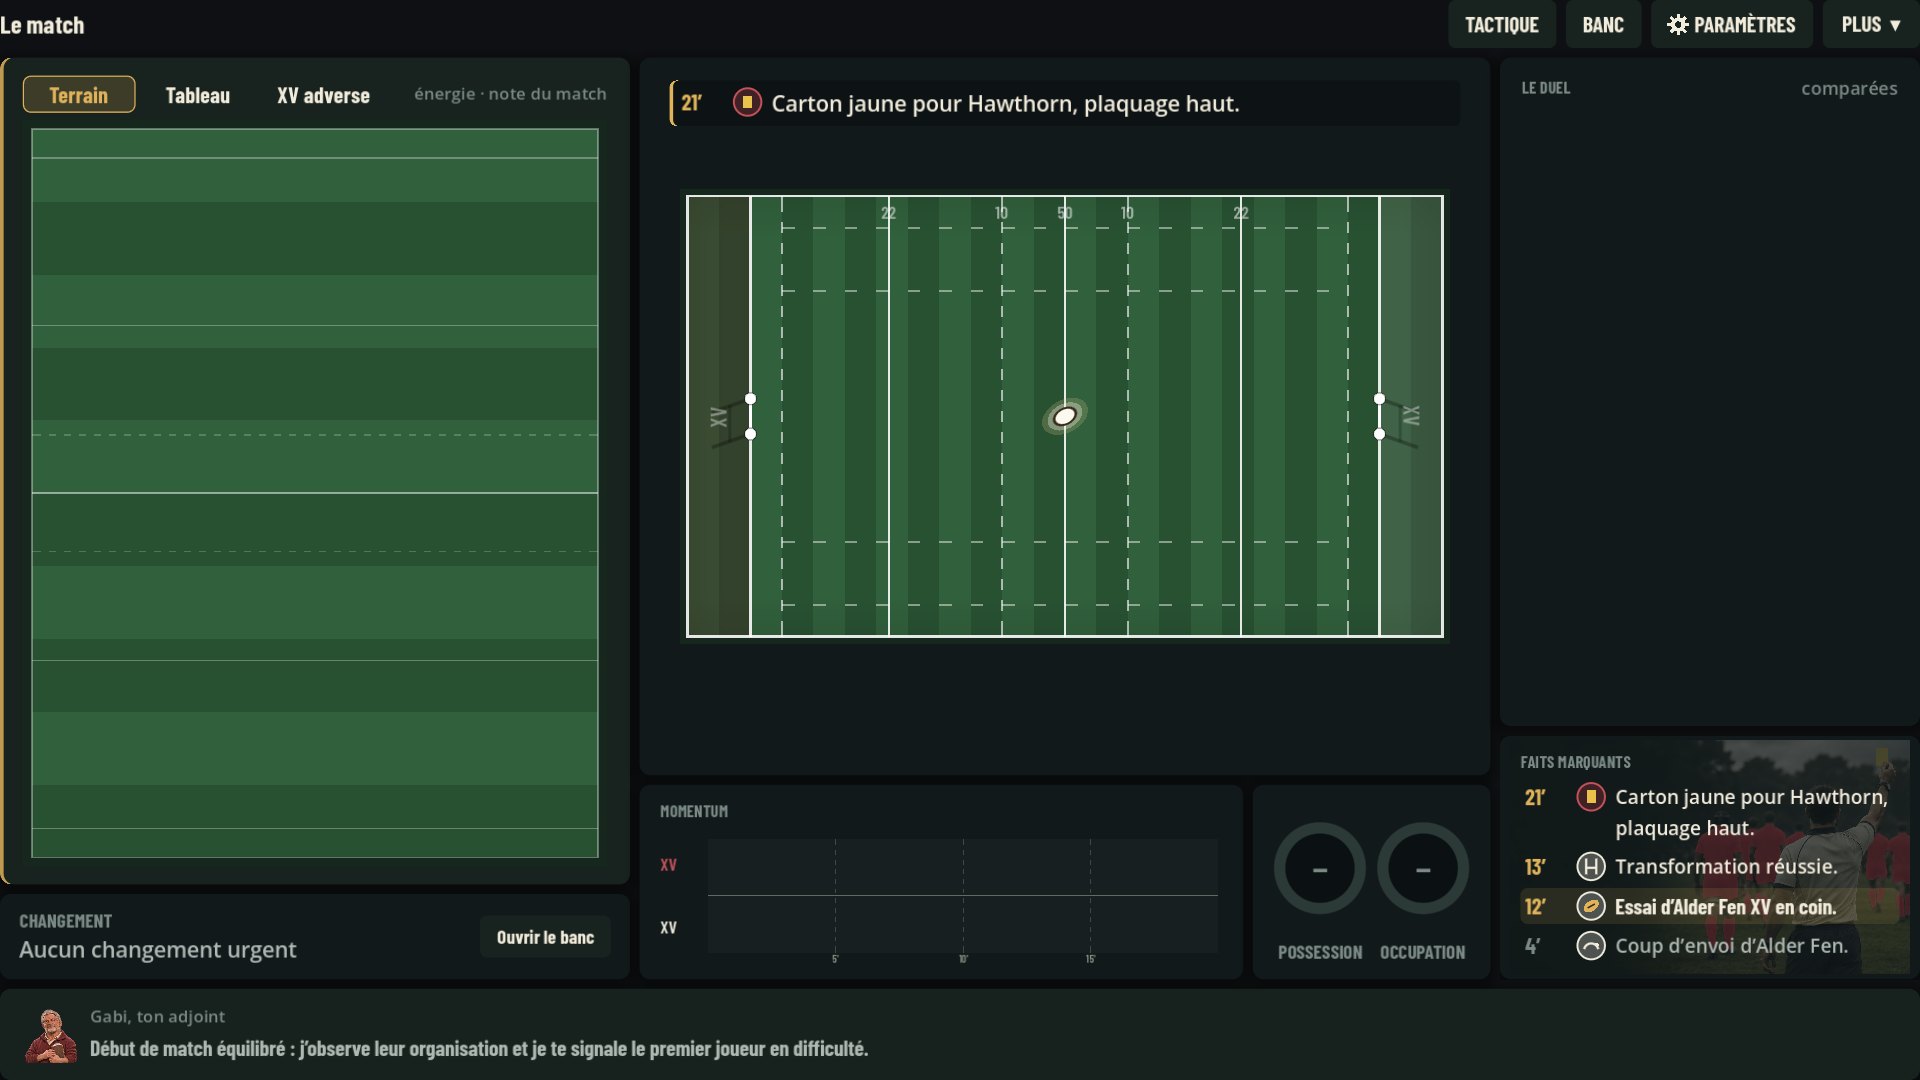 Le match
TACTIQUE
BANC
PARAMÈTRES
PLUS ▼
Terrain
Tableau
XV adverse
énergie · note du match
21’
Carton jaune pour Hawthorn, plaquage haut.
LE DUEL
comparées
22
10
50
10
22
XV
XV
MOMENTUM
XV
XV
5'
10'
15'
–
–
POSSESSION
OCCUPATION
FAITS MARQUANTS
21’
Carton jaune pour Hawthorn,
plaquage haut.
13’
H
Transformation réussie.
12’
Essai d’Alder Fen XV en coin.
4’
Coup d’envoi d’Alder Fen.
CHANGEMENT
Aucun changement urgent
Ouvrir le banc
Gabi, ton adjoint
Début de match équilibré : j’observe leur organisation et je te signale le premier joueur en difficulté.